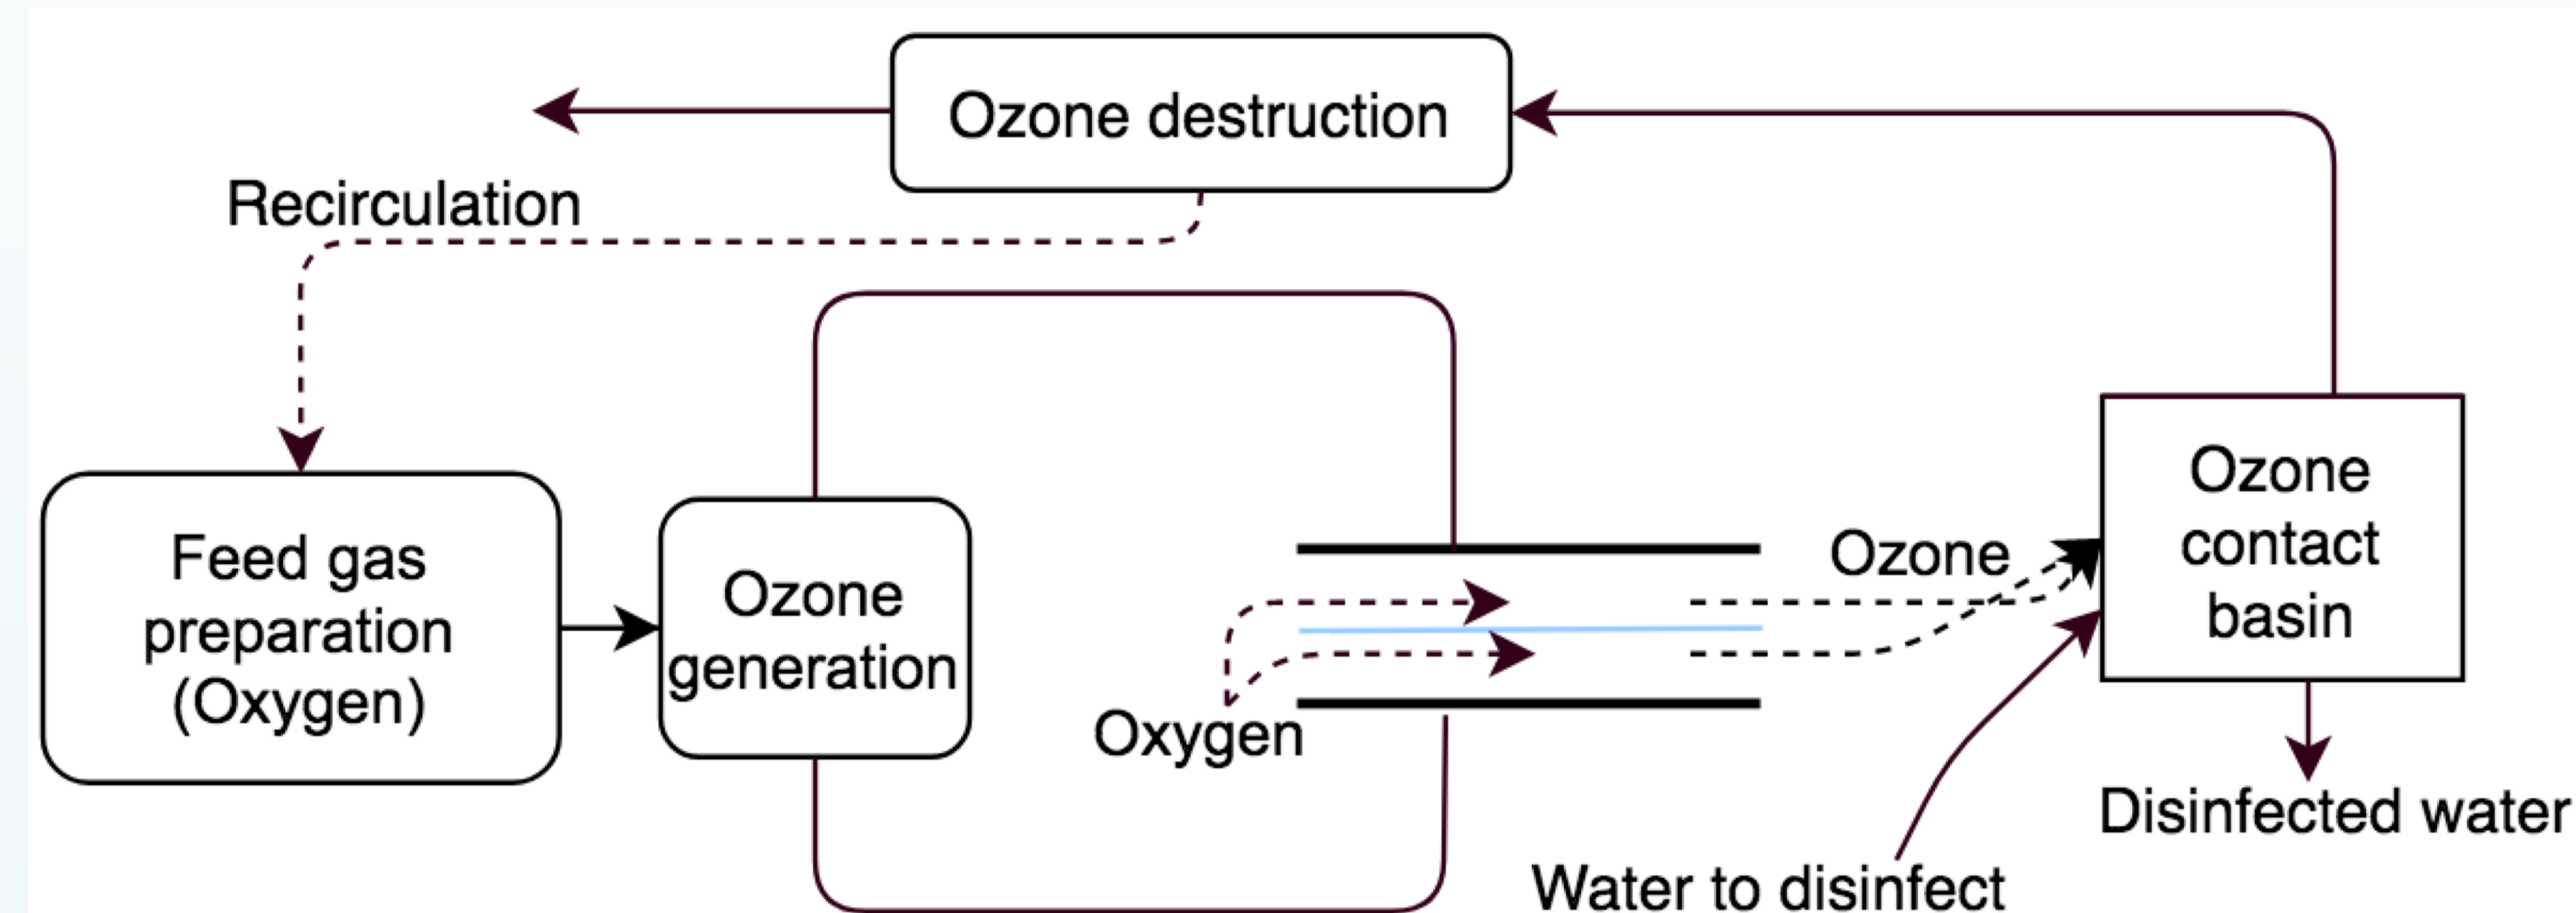 Ozone destruction
Recirculation
Feed gas
preparation
(Oxygen)
Ozone
generation
Oxygen
Ozone
Ozone
contact
basin
Water to disinfect
Disinfected water